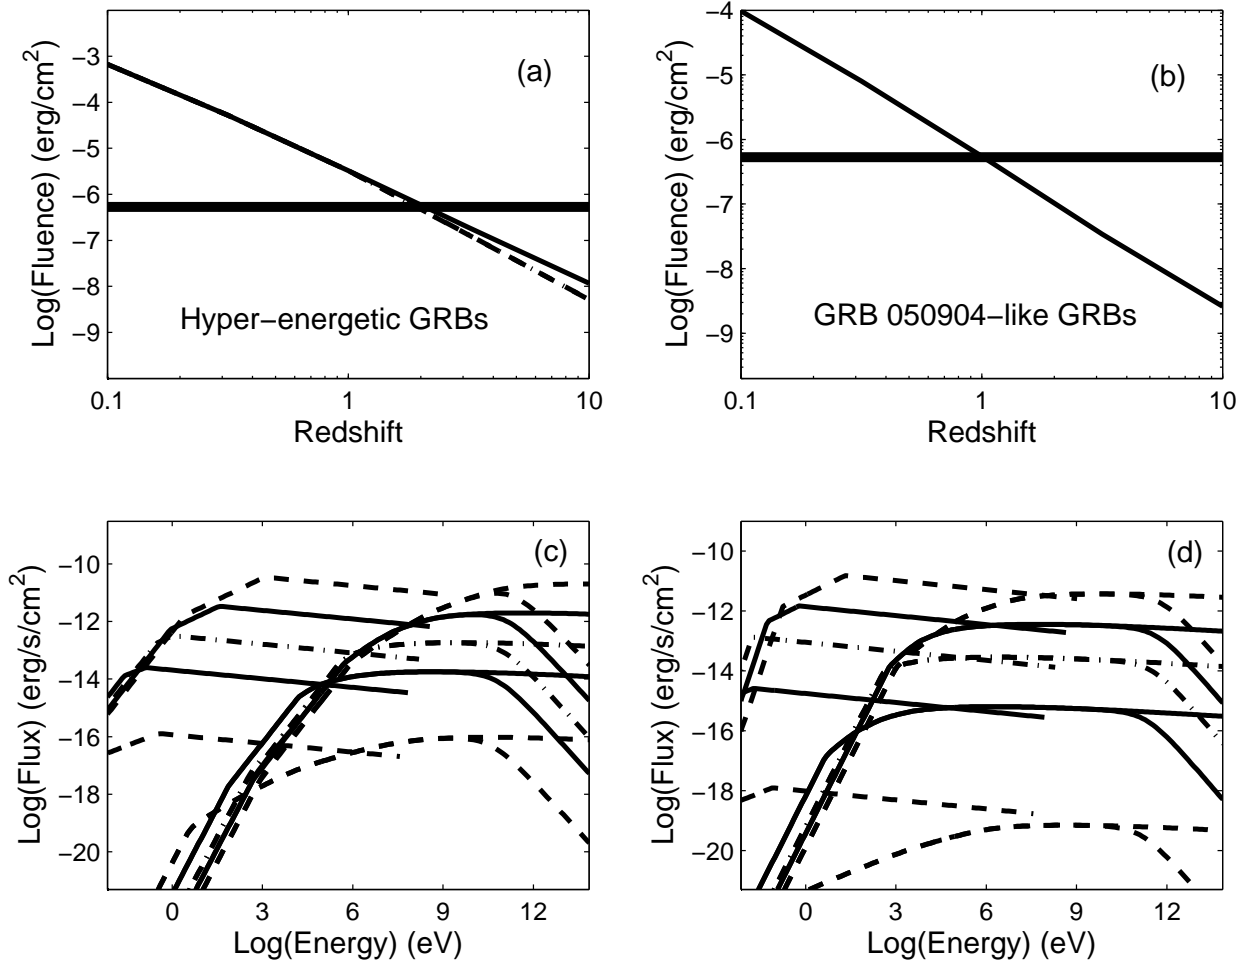 (a)
Log(Fluence) (erg/cm²)
−3
−4
−5
−6
−7
−8
−9
Hyper−energetic GRBs
0.1
1
10
Redshift
(b)
Log(Fluence) (erg/cm²)
−4
−5
−6
−7
−8
−9
GRB 050904−like GRBs
0.1
1
10
Redshift
(c)
Log(Flux) (erg/s/cm²)
−10
−12
−14
−16
−18
−20
0
3
6
9
12
Log(Energy) (eV)
(d)
Log(Flux) (erg/s/cm²)
−10
−12
−14
−16
−18
−20
0
3
6
9
12
Log(Energy) (eV)